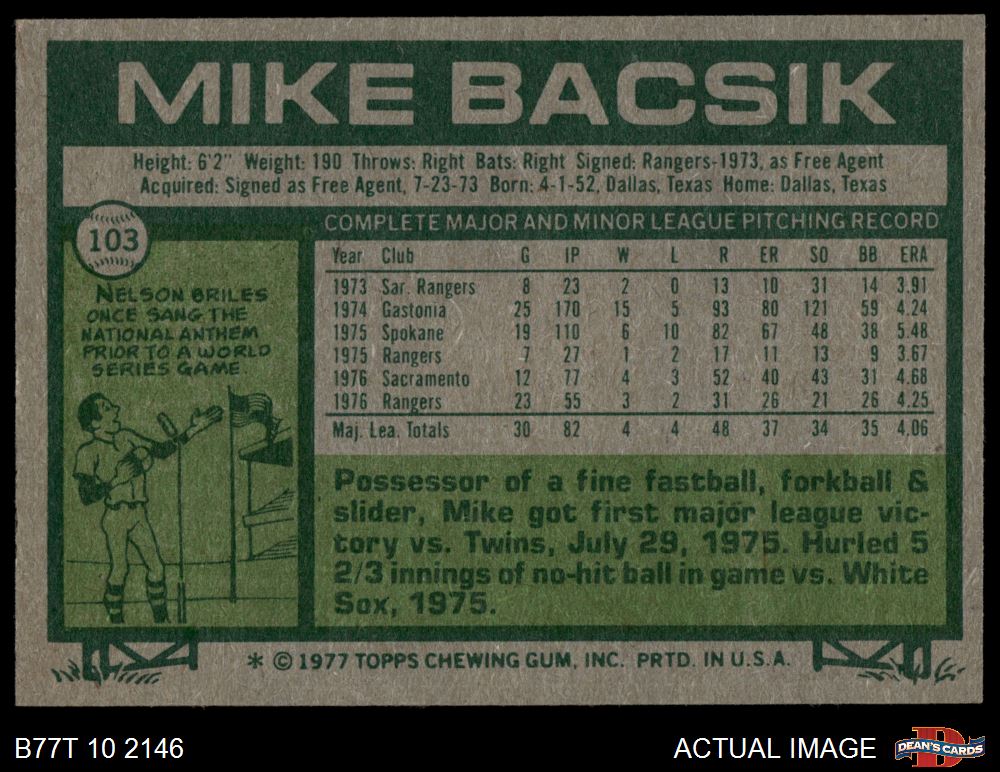 MIKE BACSIK
Height: 6'2" Weight: 190 Throws: Right Bats: Right Signed: Rangers-1973, as Free Agent
Acquired: Signed as Free Agent, 7-23-73 Born: 4-1-52, Dallas, Texas Home: Dallas, Texas
103
NELSON BRILES
ONCE SANG THE
NATIONAL ANTHEM
PRIOR TO A WORLD
SERIES GAME.
COMPLETE MAJOR AND MINOR LEAGUE PITCHING RECORD
Year Club G IP W L R ER SO BB ERA
1973 Sar. Rangers 8 23 2 0 13 10 31 14 3.91
1974 Gastonia 25 170 15 5 93 80 121 59 4.24
1975 Spokane 19 110 6 10 82 67 48 38 5.48
1975 Rangers 7 27 1 2 17 11 13 9 3.67
1976 Sacramento 12 77 4 3 52 40 43 31 4.68
1976 Rangers 23 55 3 2 31 26 21 26 4.25
Maj. Lea. Totals 30 82 4 4 48 37 34 35 4.06
Possessor of a fine fastball, forkball &
slider, Mike got first major league vic-
tory vs. Twins, July 29, 1975. Hurled 5
2/3 innings of no-hit ball in game vs. White
Sox, 1975.
* © 1977 TOPPS CHEWING GUM, INC. PRTD. IN U.S.A.
B77T 10 2146
ACTUAL IMAGE
D
DEAN'S CARDS